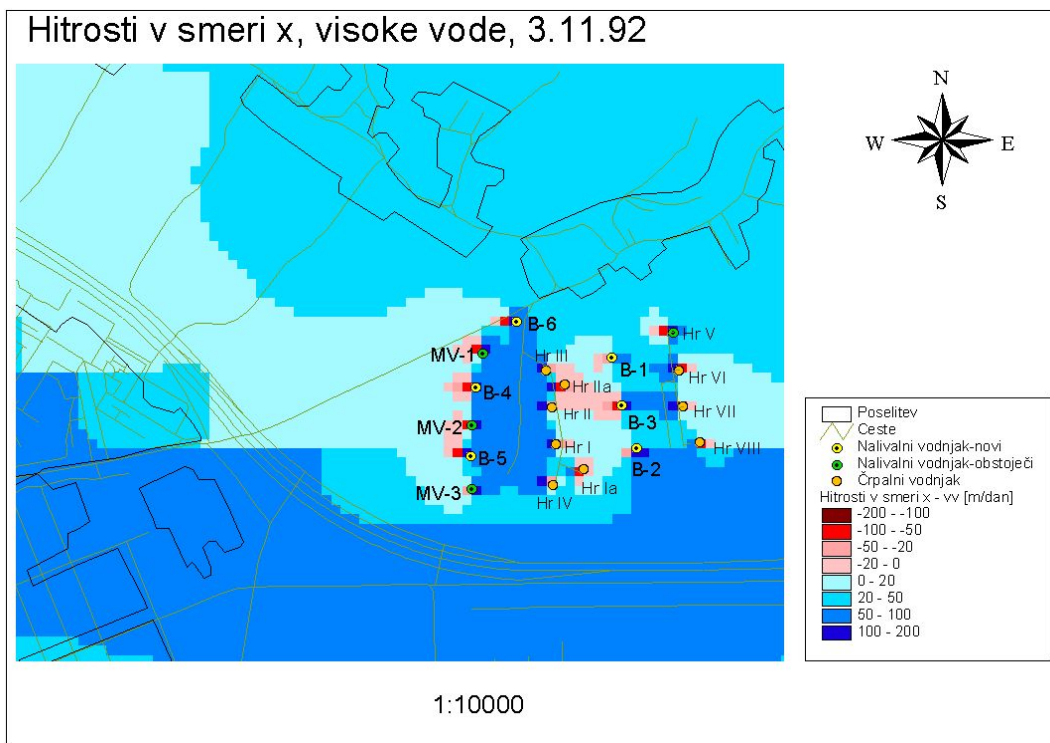 Hitrosti v smeri x, visoke vode, 3.11.92
N
W
E
S
B-6
Hr V
MV-1
Hr III
B-1
Hr VI
B-4
Hr IIa
Hr II
B-3
Hr VII
MV-2
B-5
Hr I
B-2
Hr VIII
MV-3
Hr IV
Hr Ia
Poselitev
Ceste
Nalivalni vodnjak-novi
Nalivalni vodnjak-obstoječi
Črpalni vodnjak
Hitrosti v smeri x - vv [m/dan]
-200 - -100
-100 - -50
-50 - -20
-20 - 0
0 - 20
20 - 50
50 - 100
100 - 200
1:10000